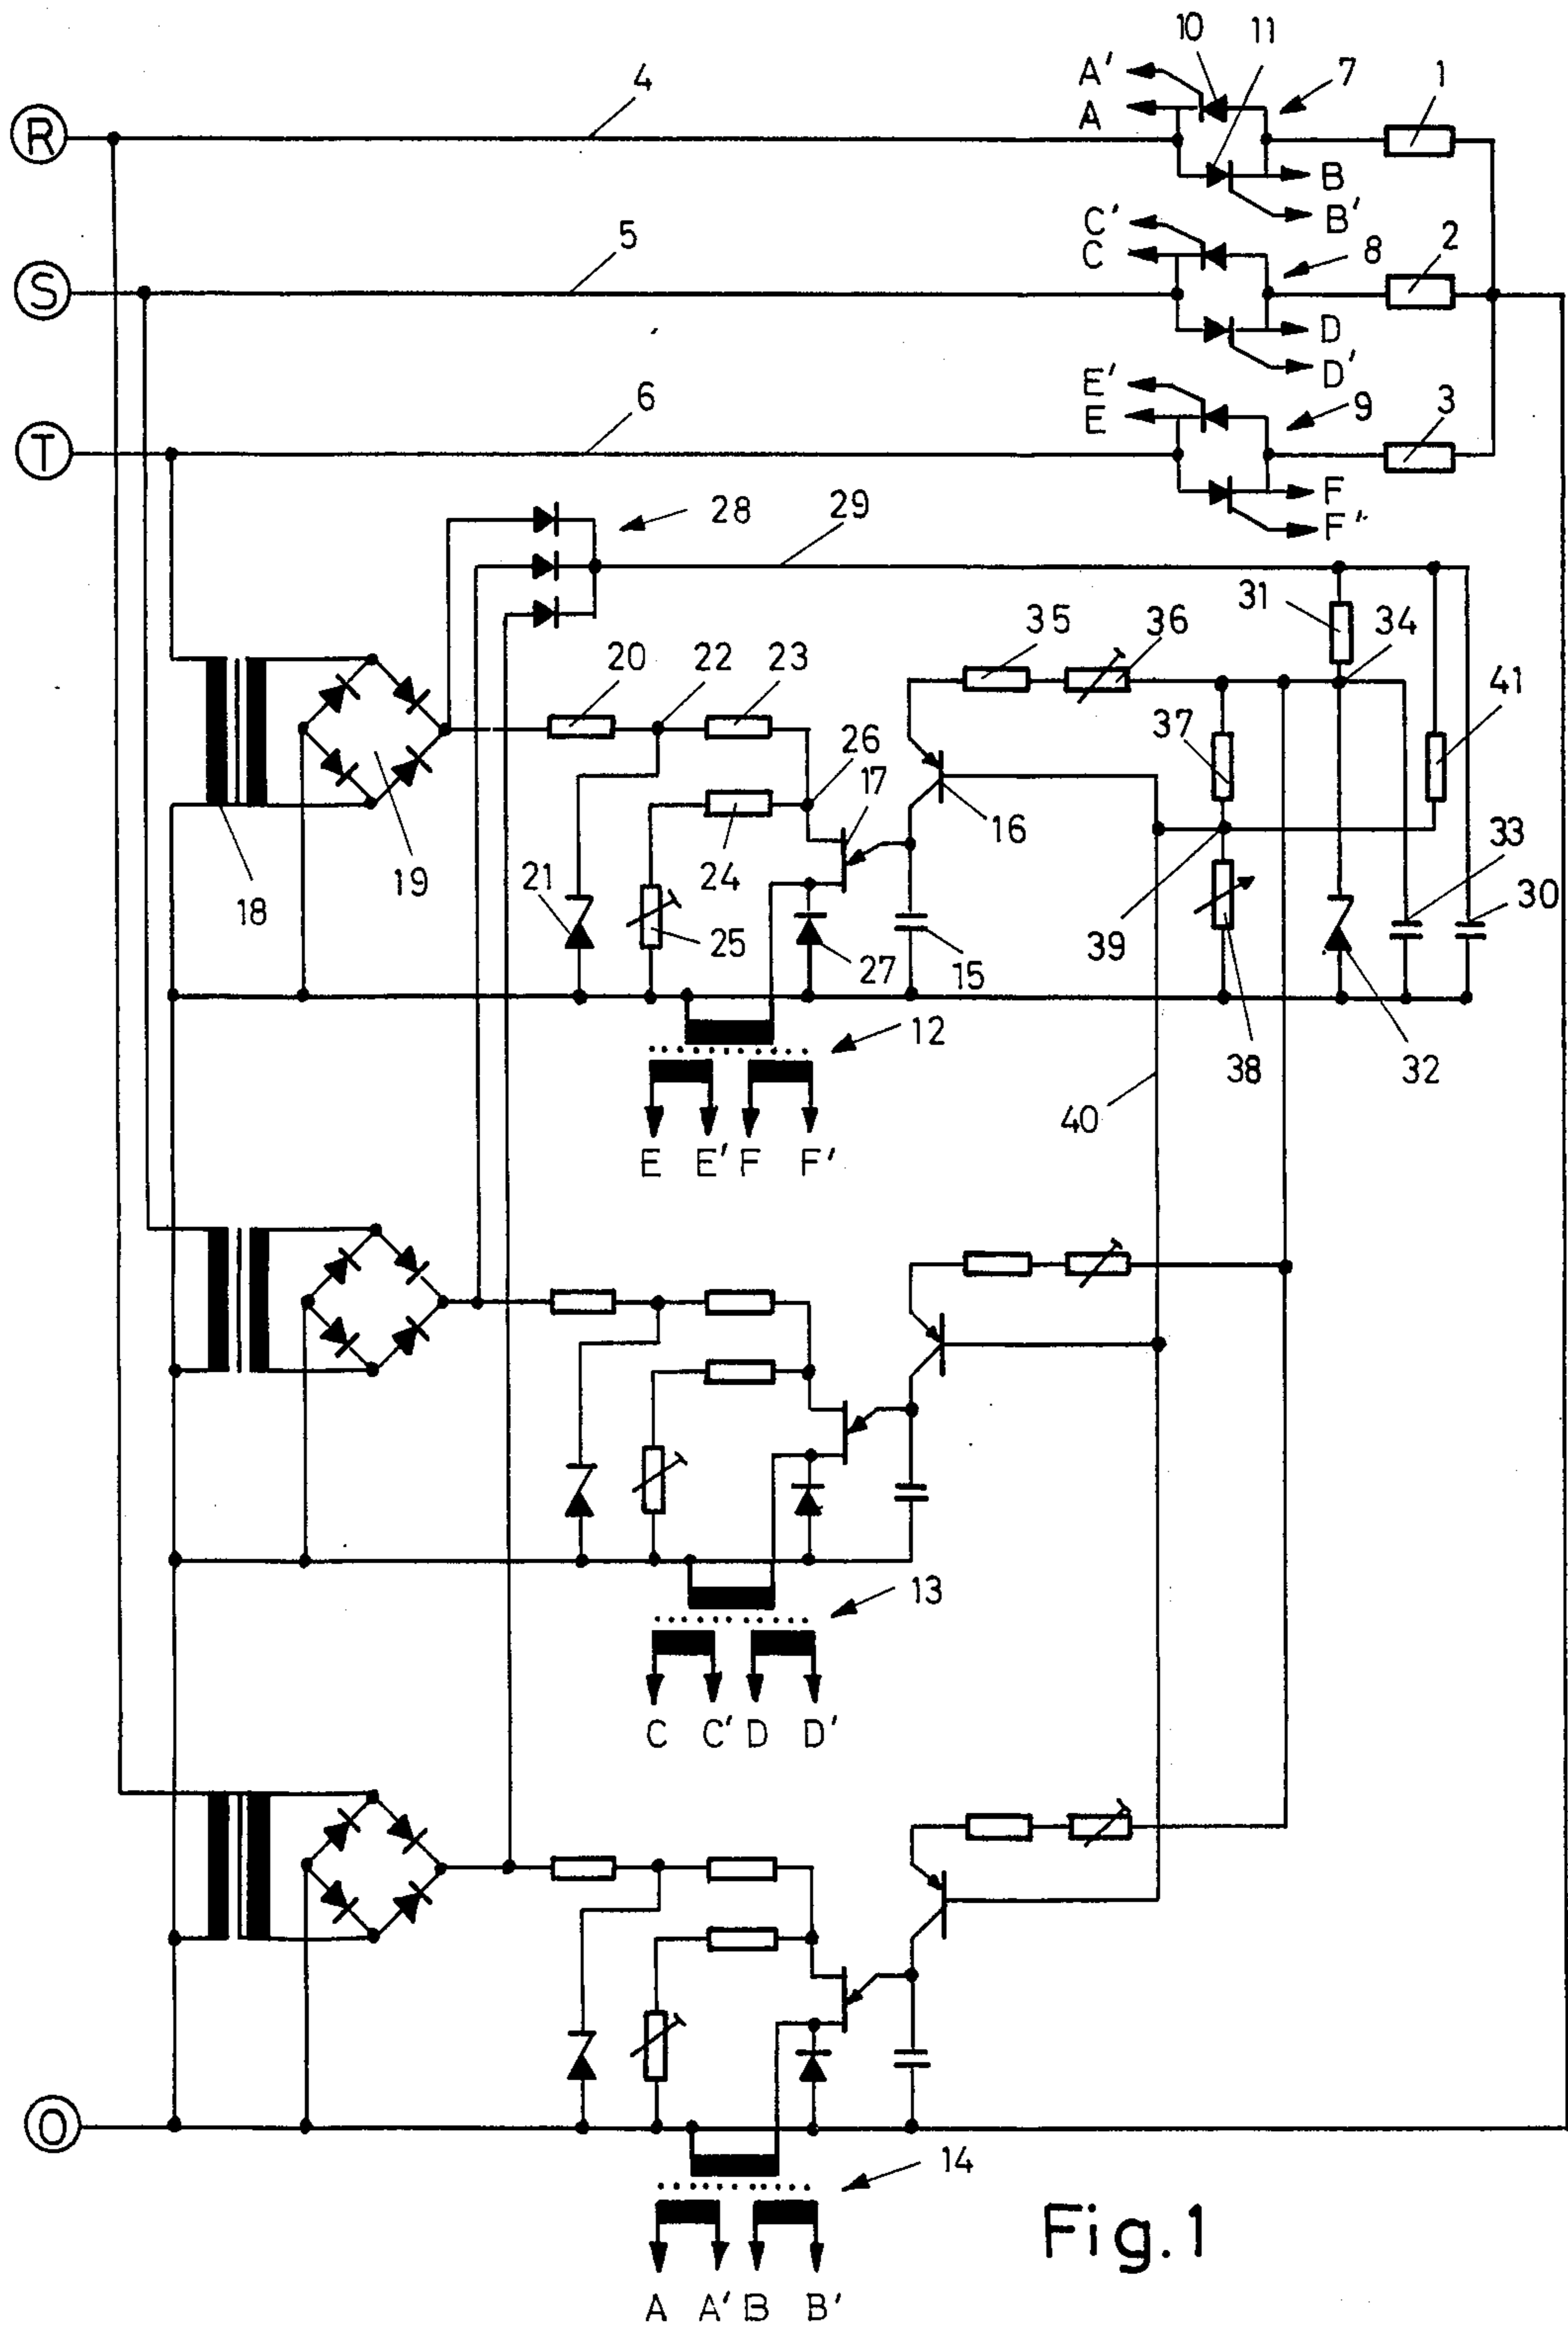 10 11
A' 7 1
R 4 A
B
B'
C'
5 8 2
S C
D
D'
E'
6 9 3
T E
F
28 29 F'
31 34
35 36
20 22 23 41
26 37
17
16 33
21 24 30
18 19 39
25 27 15
12 38 32
40
E E' F F'
13
C C' D D'
O
14
Fig.1
A A' B B'